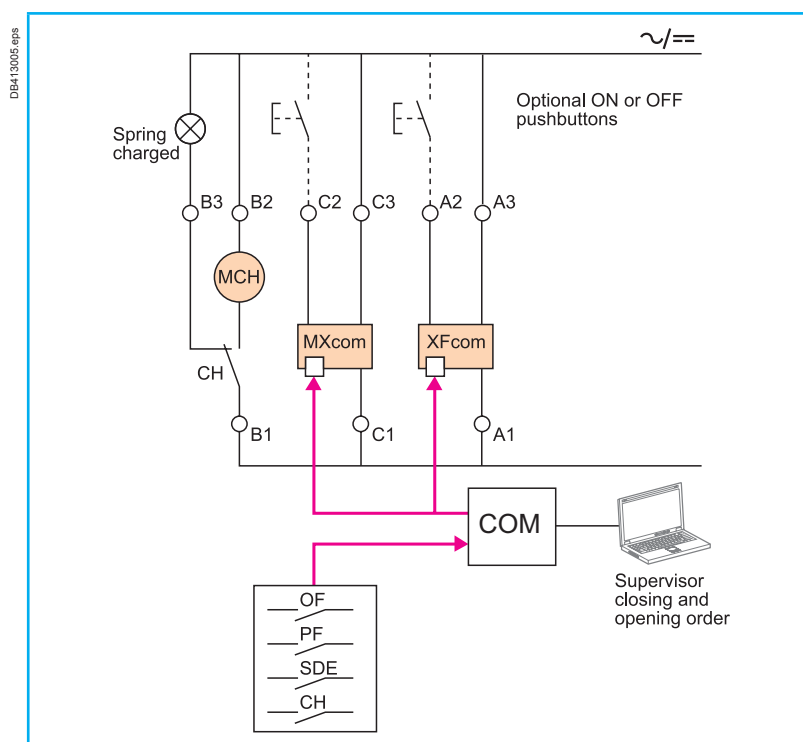 DB413005.eps
Optional ON or OFF
pushbuttons
Spring
charged
B3 B2 C2 C3 A2 A3
MCH
MXcom XFcom
CH
B1 C1 A1
COM
Supervisor
closing and
opening order
OF
PF
SDE
CH